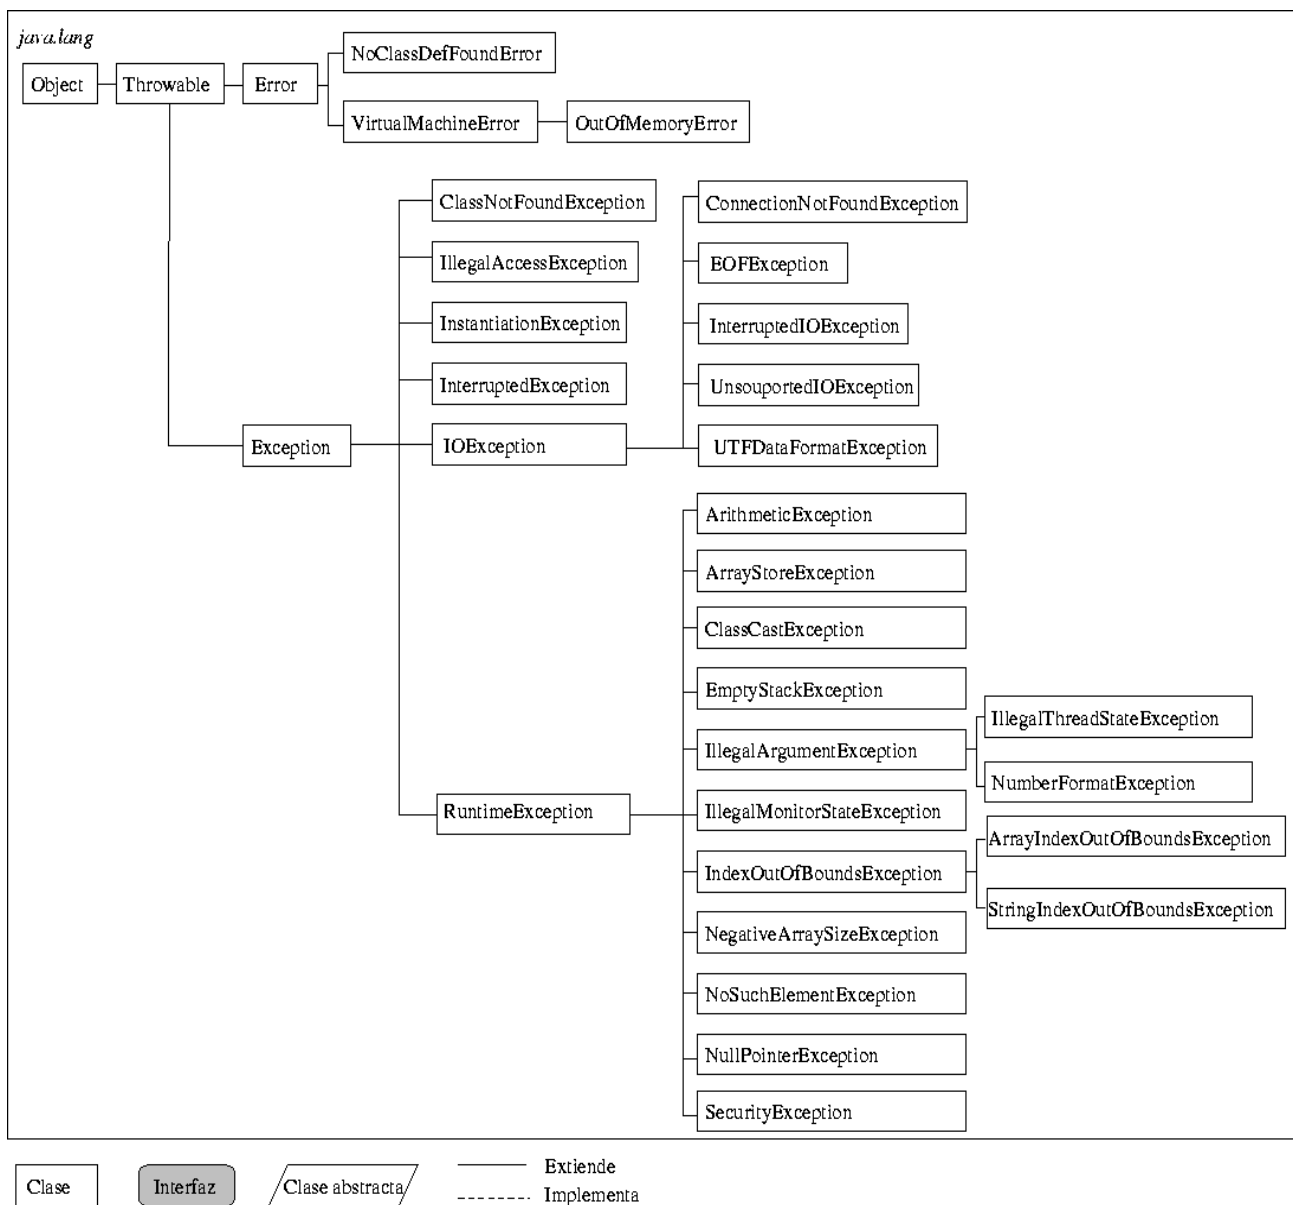 java.lang
NoClassDefFoundError
Object
Throwable
Error
VirtualMachineError
OutOfMemoryError
ClassNotFoundException
ConnectionNotFoundException
IllegalAccessException
EOFException
InstantiationException
InterruptedIOException
InterruptedException
UnsouportedIOException
Exception
IOException
UTFDataFormatException
ArithmeticException
ArrayStoreException
ClassCastException
EmptyStackException
IllegalThreadStateException
IllegalArgumentException
NumberFormatException
RuntimeException
IllegalMonitorStateException
ArrayIndexOutOfBoundsException
IndexOutOfBoundsException
StringIndexOutOfBoundsException
NegativeArraySizeException
NoSuchElementException
NullPointerException
SecurityException
Clase
Interfaz
Clase abstracta
Extiende
Implementa